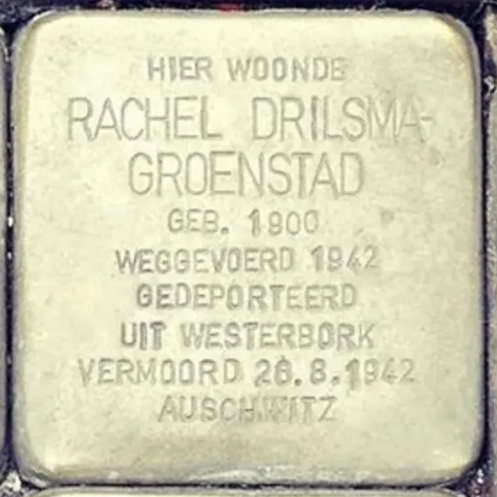 HIER WOONDE
RACHEL DRILSMA-
GROENSTAD
GEB. 1900
WEGGEVOERD 1942
GEDEPORTEERD
UIT WESTERBORK
VERMOORD 26.8.1942
AUSCHWITZ